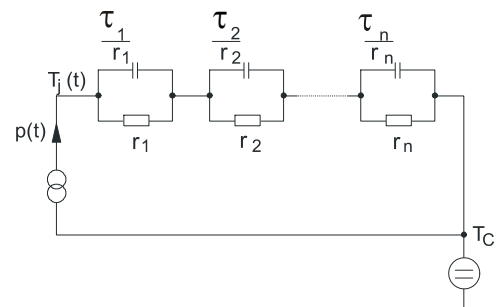 τ1 τ2 τn
r1 r2 rn
Tj (t)
p(t)
r1 r2 rn
TC